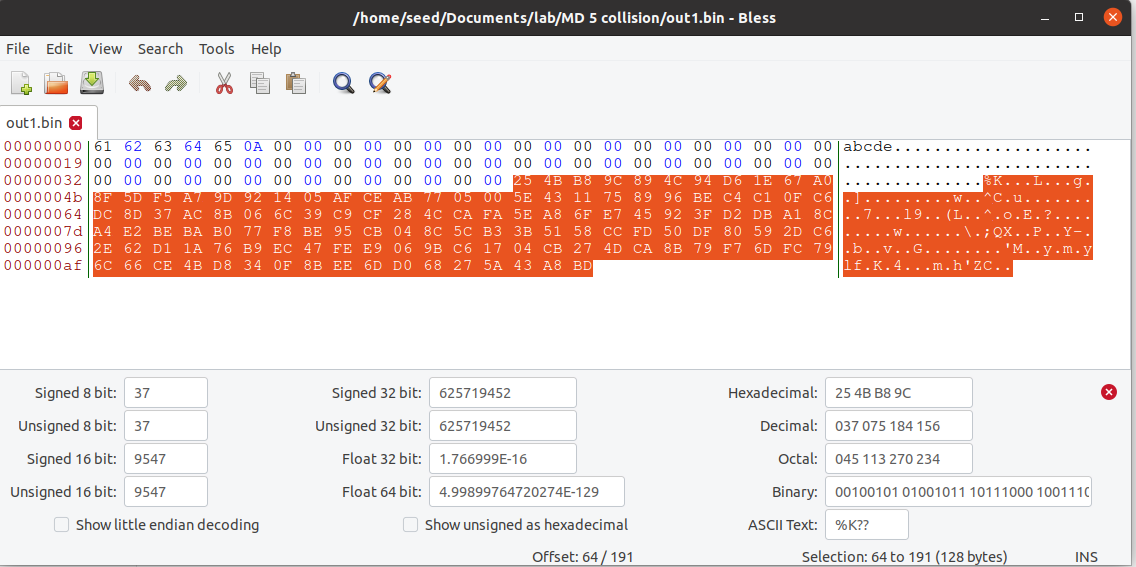 /home/seed/Documents/lab/MD 5 collision/out1.bin - Bless
File Edit View Search Tools Help
out1.bin
00000000 61 62 63 64 65 0A 00 00 00 00 00 00 00 00 00 00 00 00 00 00 00 00 00 00 00 abcde....................
00000019 00 00 00 00 00 00 00 00 00 00 00 00 00 00 00 00 00 00 00 00 00 00 00 00 00 .........................
00000032 00 00 00 00 00 00 00 00 00 00 00 00 00 00 25 4B B8 9C 89 4C 94 D6 1E 67 A0 ..............%K...L...g.
0000004b 8F 5D F5 A7 9D 92 14 05 AF CE AB 77 05 00 5E 43 11 75 89 96 BE C4 C1 0F C6 .].........w..^C.u.......
00000064 DC 8D 37 AC 8B 06 6C 39 C9 CF 28 4C CA FA 5E A8 6F E7 45 92 3F D2 DB A1 8C ..7...l9..(L..^.o.E.?....
0000007d A4 E2 BE BA B0 77 F8 BE 95 CB 04 8C 5C B3 3B 51 58 CC FD 50 DF 80 59 2D C6 .....w......\.;QX..P..Y-.
00000096 2E 62 D1 1A 76 B9 EC 47 FE E9 06 9B C6 17 04 CB 27 4D CA 8B 79 F6 6D FC 79 .b..v..G........'M..y.m.y
000000af 6C 66 CE 4B D8 34 0F 8B EE 6D D0 68 27 5A 43 A8 BD lf.K.4...m.h'ZC..
Signed 8 bit: 37 Signed 32 bit: 625719452 Hexadecimal: 25 4B B8 9C
Unsigned 8 bit: 37 Unsigned 32 bit: 625719452 Decimal: 037 075 184 156
Signed 16 bit: 9547 Float 32 bit: 1.766999E-16 Octal: 045 113 270 234
Unsigned 16 bit: 9547 Float 64 bit: 4.99899764720274E-129 Binary: 00100101 01001011 10111000 1001110
Show little endian decoding Show unsigned as hexadecimal ASCII Text: %K??
Offset: 64 / 191 Selection: 64 to 191 (128 bytes) INS